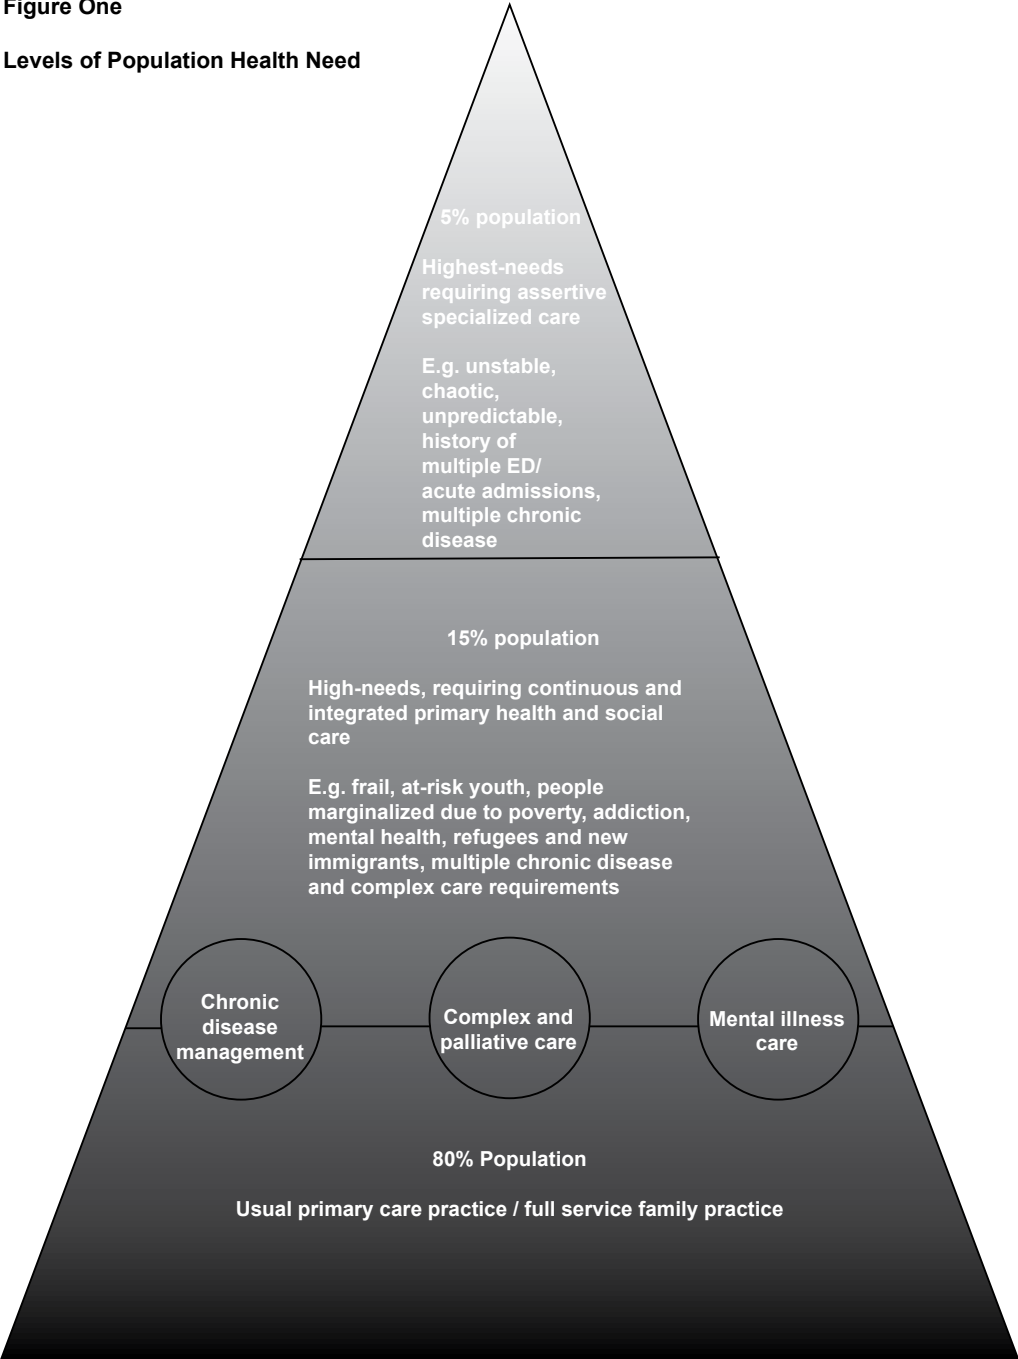 Figure One
Levels of Population Health Need
5% population
Highest-needs
requiring assertive
specialized care
E.g. unstable,
chaotic,
unpredictable,
history of
multiple ED/
acute admissions,
multiple chronic
disease
15% population
High-needs, requiring continuous and
integrated primary health and social
care
E.g. frail, at-risk youth, people
marginalized due to poverty, addiction,
mental health, refugees and new
immigrants, multiple chronic disease
and complex care requirements
Chronic
disease
management
Complex and
palliative care
Mental illness
care
80% Population
Usual primary care practice / full service family practice